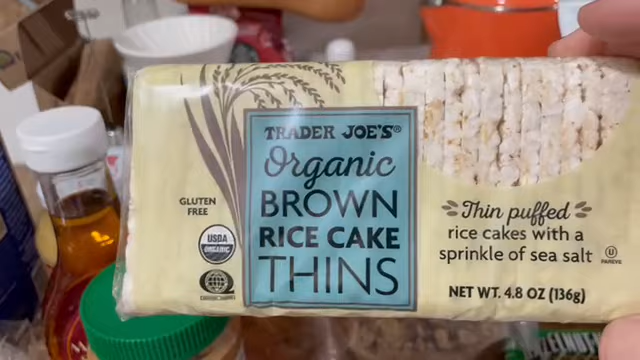 TRADER JOE'S®
Organic
BROWN
RICE CAKE
THINS
GLUTEN
FREE
USDA
ORGANIC
Thin puffed
rice cakes with a
sprinkle of sea salt
U
PAREVE
NET WT. 4.8 OZ (136g)